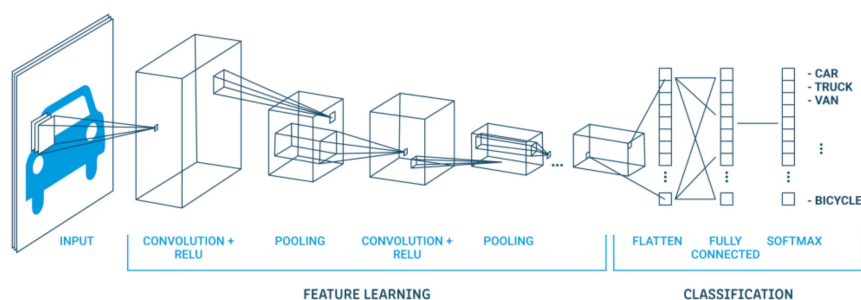 - CAR
- TRUCK
- VAN
- BICYCLE
INPUT
CONVOLUTION +
RELU
POOLING
CONVOLUTION +
RELU
POOLING
FLATTEN
FULLY
CONNECTED
SOFTMAX
FEATURE LEARNING
CLASSIFICATION